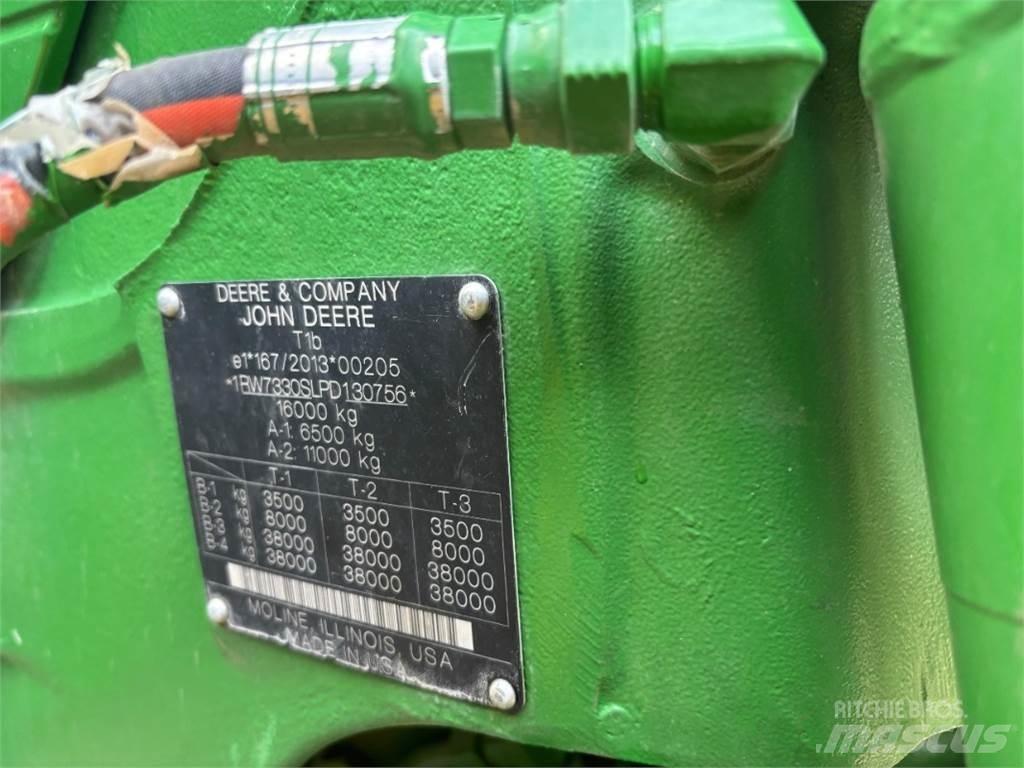 DEERE & COMPANY
JOHN DEERE
T1b
e1*167/2013*00205
*1RW7330SLPD130756*
16000 kg
A-1: 6500 kg
A-2: 11000 kg
T-1 T-2 T-3
B-1 kg 3500 3500 3500
B-2 kg 8000 8000 8000
B-3 kg 38000 38000 38000
B-4 kg 38000 38000 38000
MOLINE, ILLINOIS, USA
MADE IN USA
RITCHIE BROS.
mascus